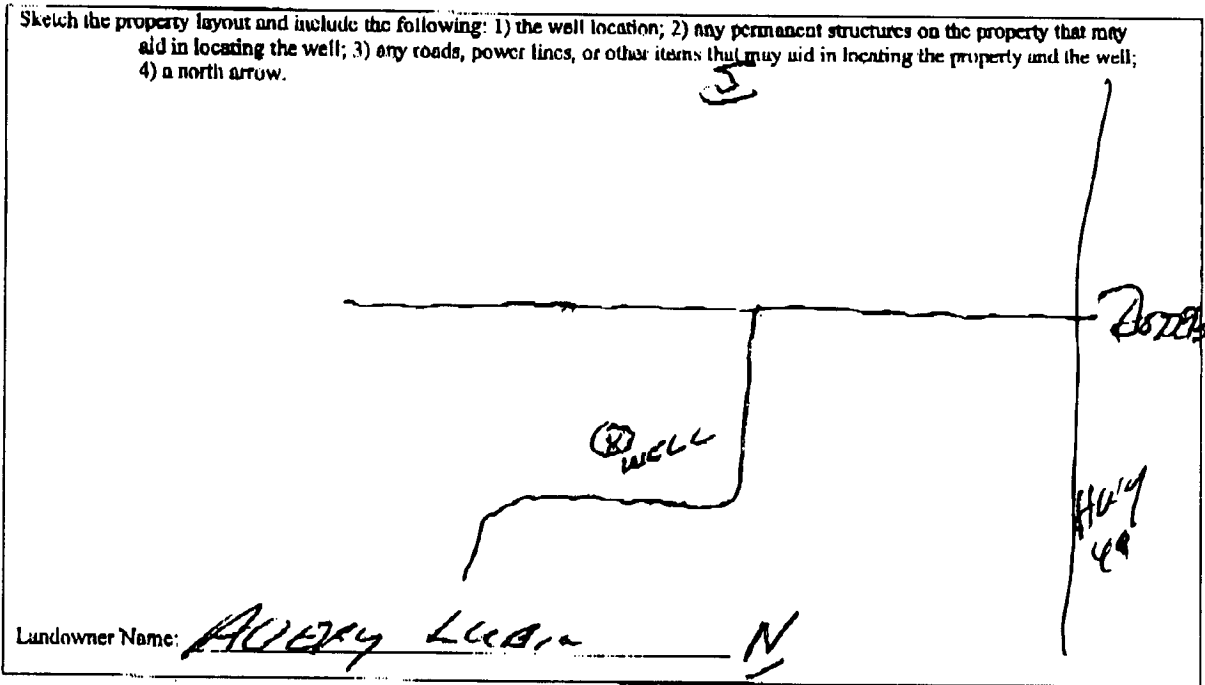 Sketch the property layout and include the following: 1) the well location; 2) any permanent structures on the property that may
aid in locating the well; 3) any roads, power lines, or other items that may aid in locating the property and the well;
4) a north arrow.
S
WELL
Hwy
49
Landowner Name: Avery
N